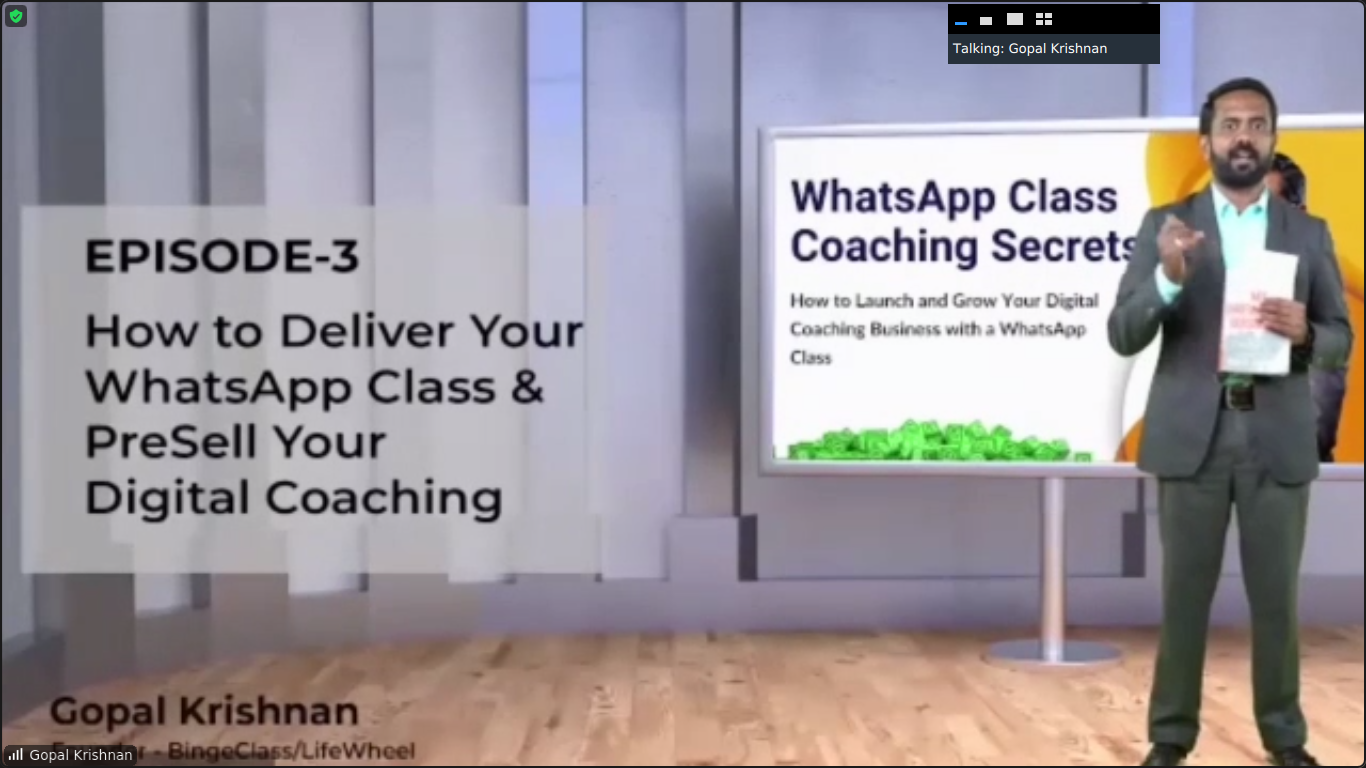 Talking: Gopal Krishnan
EPISODE-3
How to Deliver Your
WhatsApp Class &
PreSell Your
Digital Coaching
WhatsApp Class
Coaching Secrets
How to Launch and Grow Your Digital
Coaching Business with a WhatsApp
Class
Gopal Krishnan
- BingeClass/LifeWheel
Gopal Krishnan